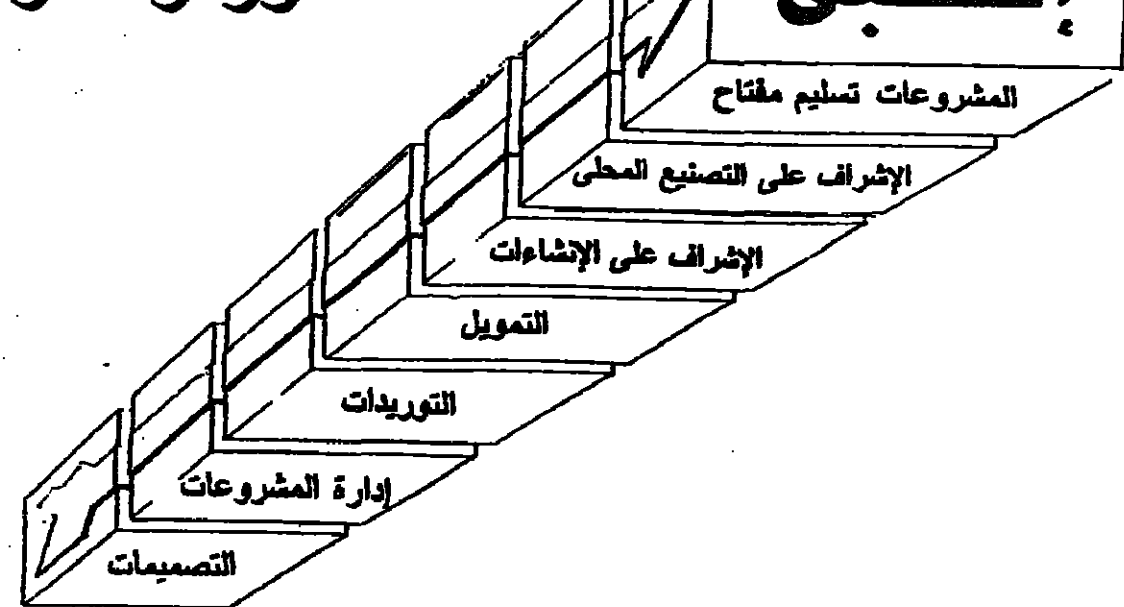 المشروعات تسليم مفتاح
الإشراف على التصنيع المحلى
الإشراف على الإنشاءات
التمويل
التوريدات
إدارة المشروعات
التصميمات